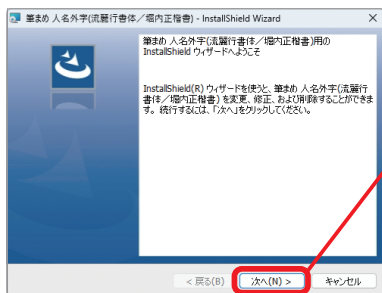 筆まめ 人名外字(流麗行書体／堀内正楷書) - InstallShield Wizard
筆まめ 人名外字(流麗行書体／堀内正楷書)用の
InstallShield ウィザードへようこそ
InstallShield(R) ウィザードを使うと、筆まめ 人名外字(流麗行
書体／堀内正楷書) を変更、修正、および削除することができま
す。続行するには、「次へ」をクリックしてください。
< 戻る(B)
次へ(N) >
キャンセル